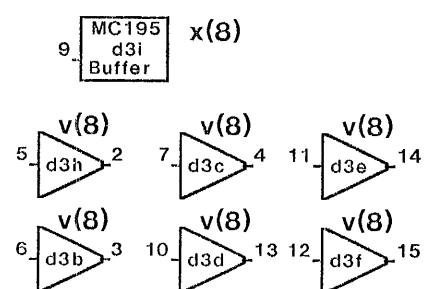 MC195 x(8)
9 d3i
Buffer
v(8) v(8) v(8)
5 d3h 2 7 d3c 4 11 d3e 14
v(8) v(8) v(8)
6 d3b 3 10 d3d 13 12 d3f 15